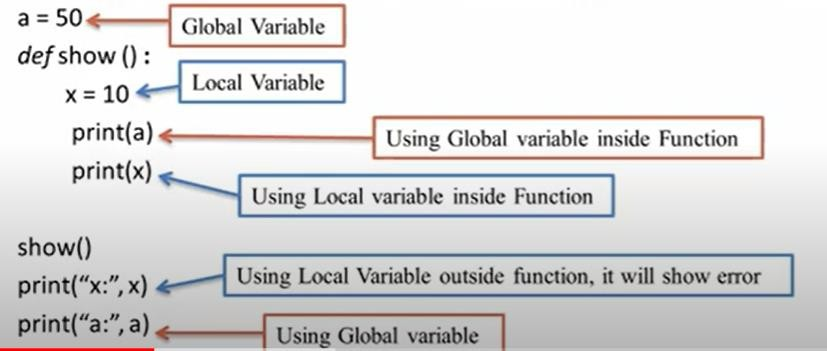 a = 50 Global Variable
def show () :
x = 10 Local Variable
print(a) Using Global variable inside Function
print(x) Using Local variable inside Function
show()
print(“x:”, x) Using Local Variable outside function, it will show error
print(“a:”, a) Using Global variable